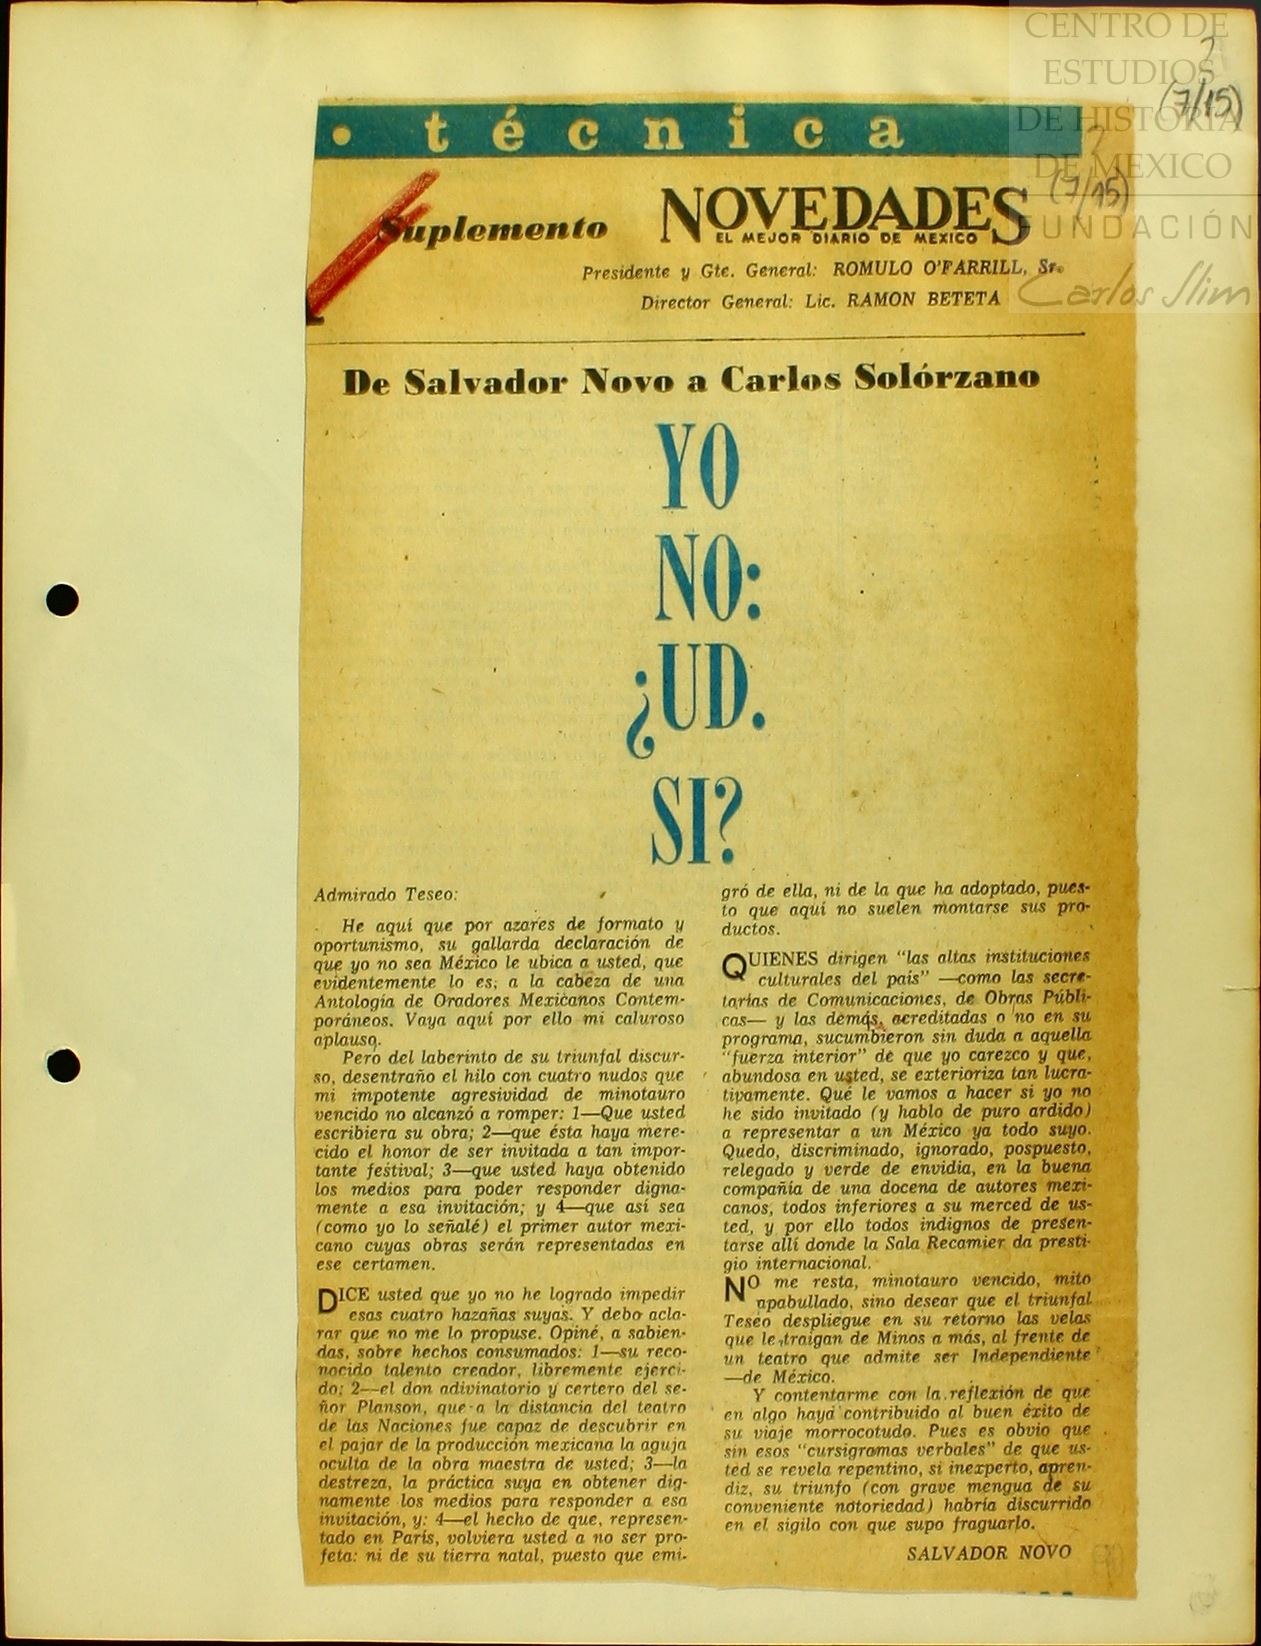 CENTRO DE
ESTUDIOS
DE HISTORIA
DE MEXICO
FUNDACIÓN
Carlos Slim
?
(7/15)
• técnica
?
(7/15)
Suplemento NOVEDADES
EL MEJOR DIARIO DE MEXICO
Presidente y Gte. General: ROMULO O'FARRILL, Sr.
Director General: Lic. RAMON BETETA
De Salvador Novo a Carlos Solórzano
YO
NO:
¿UD.
SI?
Admirado Teseo:
He aquí que por azares de formato y
oportunismo, su gallarda declaración de
que yo no sea México le ubica a usted, que
evidentemente lo es, a la cabeza de una
Antología de Oradores Mexicanos Contem-
poráneos. Vaya aquí por ello mi caluroso
aplauso.
Pero del laberinto de su triunfal discur-
so, desentraño el hilo con cuatro nudos que
mi impotente agresividad de minotauro
vencido no alcanzó a romper: 1—Que usted
escribiera su obra; 2—que ésta haya mere-
cido el honor de ser invitada a tan impor-
tante festival; 3—que usted haya obtenido
los medios para poder responder digna-
mente a esa invitación; y 4—que así sea
(como yo lo señalé) el primer autor mexi-
cano cuyas obras serán representadas en
ese certamen.
DICE usted que yo no he logrado impedir
esas cuatro hazañas suyas. Y debo acla-
rar que no me lo propuse. Opiné, a sabien-
das, sobre hechos consumados: 1—su reco-
nocido talento creador, libremente ejerci-
do; 2—el don adivinatorio y certero del se-
ñor Planson, que a la distancia del teatro
de las Naciones fue capaz de descubrir en
el pajar de la producción mexicana la aguja
oculta de la obra maestra de usted; 3—la
destreza, la práctica suya en obtener dig-
namente los medios para responder a esa
invitación, y: 4—el hecho de que, represen-
tado en París, volviera usted a no ser pro-
feta: ni de su tierra natal, puesto que emi-
gró de ella, ni de la que ha adoptado, pues-
to que aquí no suelen montarse sus pro-
ductos.
QUIENES dirigen "las altas instituciones
culturales del país" —como las secre-
tarías de Comunicaciones, de Obras Públi-
cas— y las demás, acreditadas o no en su
programa, sucumbieron sin duda a aquella
"fuerza interior" de que yo carezco y que,
abundosa en usted, se exterioriza tan lucra-
tivamente. Qué le vamos a hacer si yo no
he sido invitado (y hablo de puro ardido)
a representar a un México ya todo suyo.
Quedo, discriminado, ignorado, pospuesto,
relegado y verde de envidia, en la buena
compañía de una docena de autores mexi-
canos, todos inferiores a su merced de us-
ted, y por ello todos indignos de presen-
tarse allí donde la Sala Recamier da presti-
gio internacional.
NO me resta, minotauro vencido, mito
apabullado, sino desear que el triunfal
Teseo despliegue en su retorno las velas
que le traigan de Minos a más, al frente de
un teatro que admite ser Independiente
—de México.
Y contentarme con la reflexión de que
en algo haya contribuido al buen éxito de
su viaje morrocotudo. Pues es obvio que
sin esos "cursigramas verbales" de que us-
ted se revela repentino, si inexperto, apren-
diz, su triunfo (con grave mengua de su
conveniente notoriedad) habría discurrido
en el sigilo con que supo fraguarlo.
SALVADOR NOVO